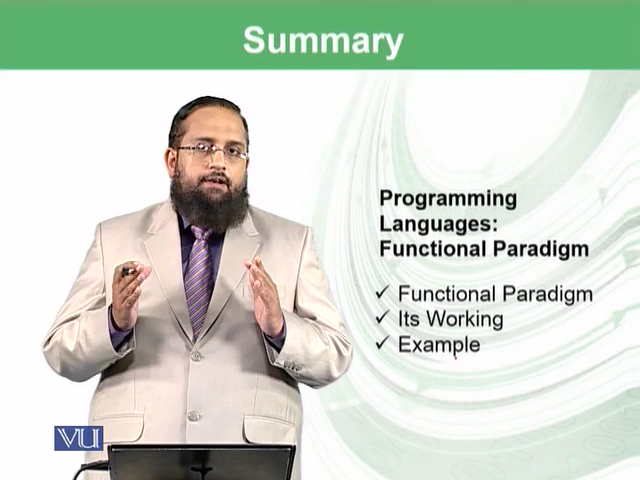 Summary
Programming
Languages:
Functional Paradigm
✓ Functional Paradigm
✓ Its Working
✓ Example
VU